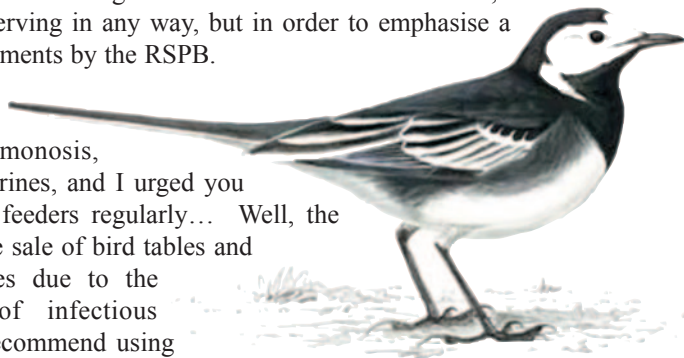 erving in any way, but in order to emphasise a
ments by the RSPB.
monosis,
rines, and I urged you
feeders regularly… Well, the
e sale of bird tables and
es due to the
of infectious
ecommend using